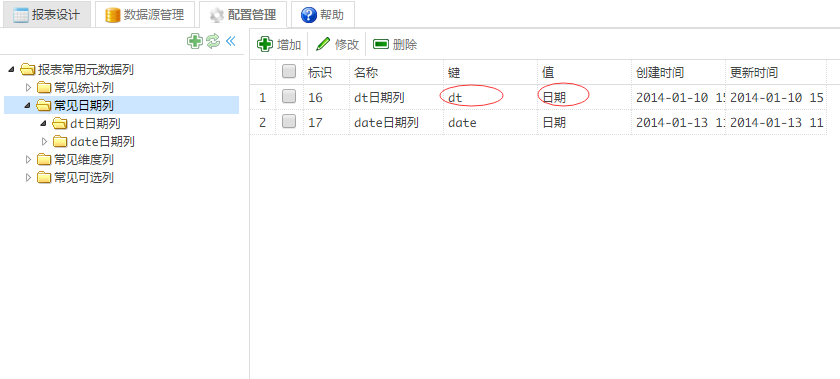 报表设计 数据源管理 配置管理 帮助
增加 修改 删除
报表常用元数据列
常见统计列
常见日期列
dt日期列
date日期列
常见维度列
常见可选列
标识 名称 键 值 创建时间 更新时间
1 16 dt日期列 dt 日期 2014-01-10 15 2014-01-10 15
2 17 date日期列 date 日期 2014-01-13 11 2014-01-13 11